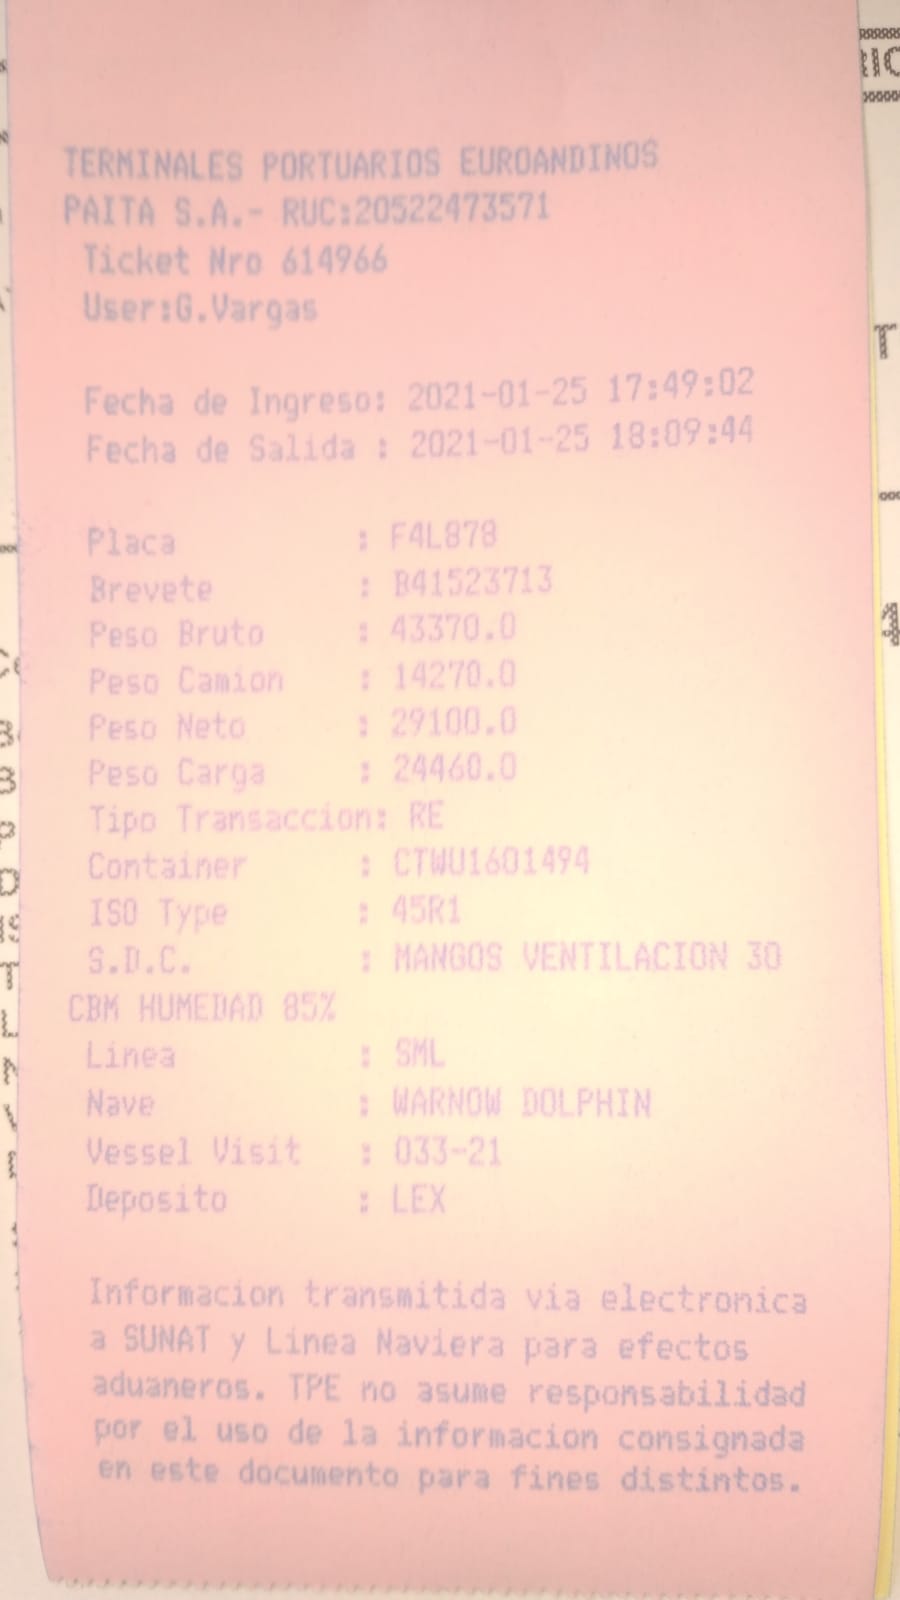 TERMINALES PORTUARIOS EUROANDINOS
PAITA S.A.- RUC:20522473571
Ticket Nro 614966
User:G.Vargas
Fecha de Ingreso: 2021-01-25 17:49:02
Fecha de Salida : 2021-01-25 18:09:44
Placa : F4L878
Brevete : B41523713
Peso Bruto : 43370.0
Peso Camion : 14270.0
Peso Neto : 29100.0
Peso Carga : 24460.0
Tipo Transaccion: RE
Container : CTWU1601494
ISO Type : 45R1
S.D.C. : MANGOS VENTILACION 30
CBM HUMEDAD 85%
Linea : SML
Nave : WARNOW DOLPHIN
Vessel Visit : 033-21
Deposito : LEX
Informacion transmitida via electronica
a SUNAT y Linea Naviera para efectos
aduaneros. TPE no asume responsabilidad
por el uso de la informacion consignada
en este documento para fines distintos.